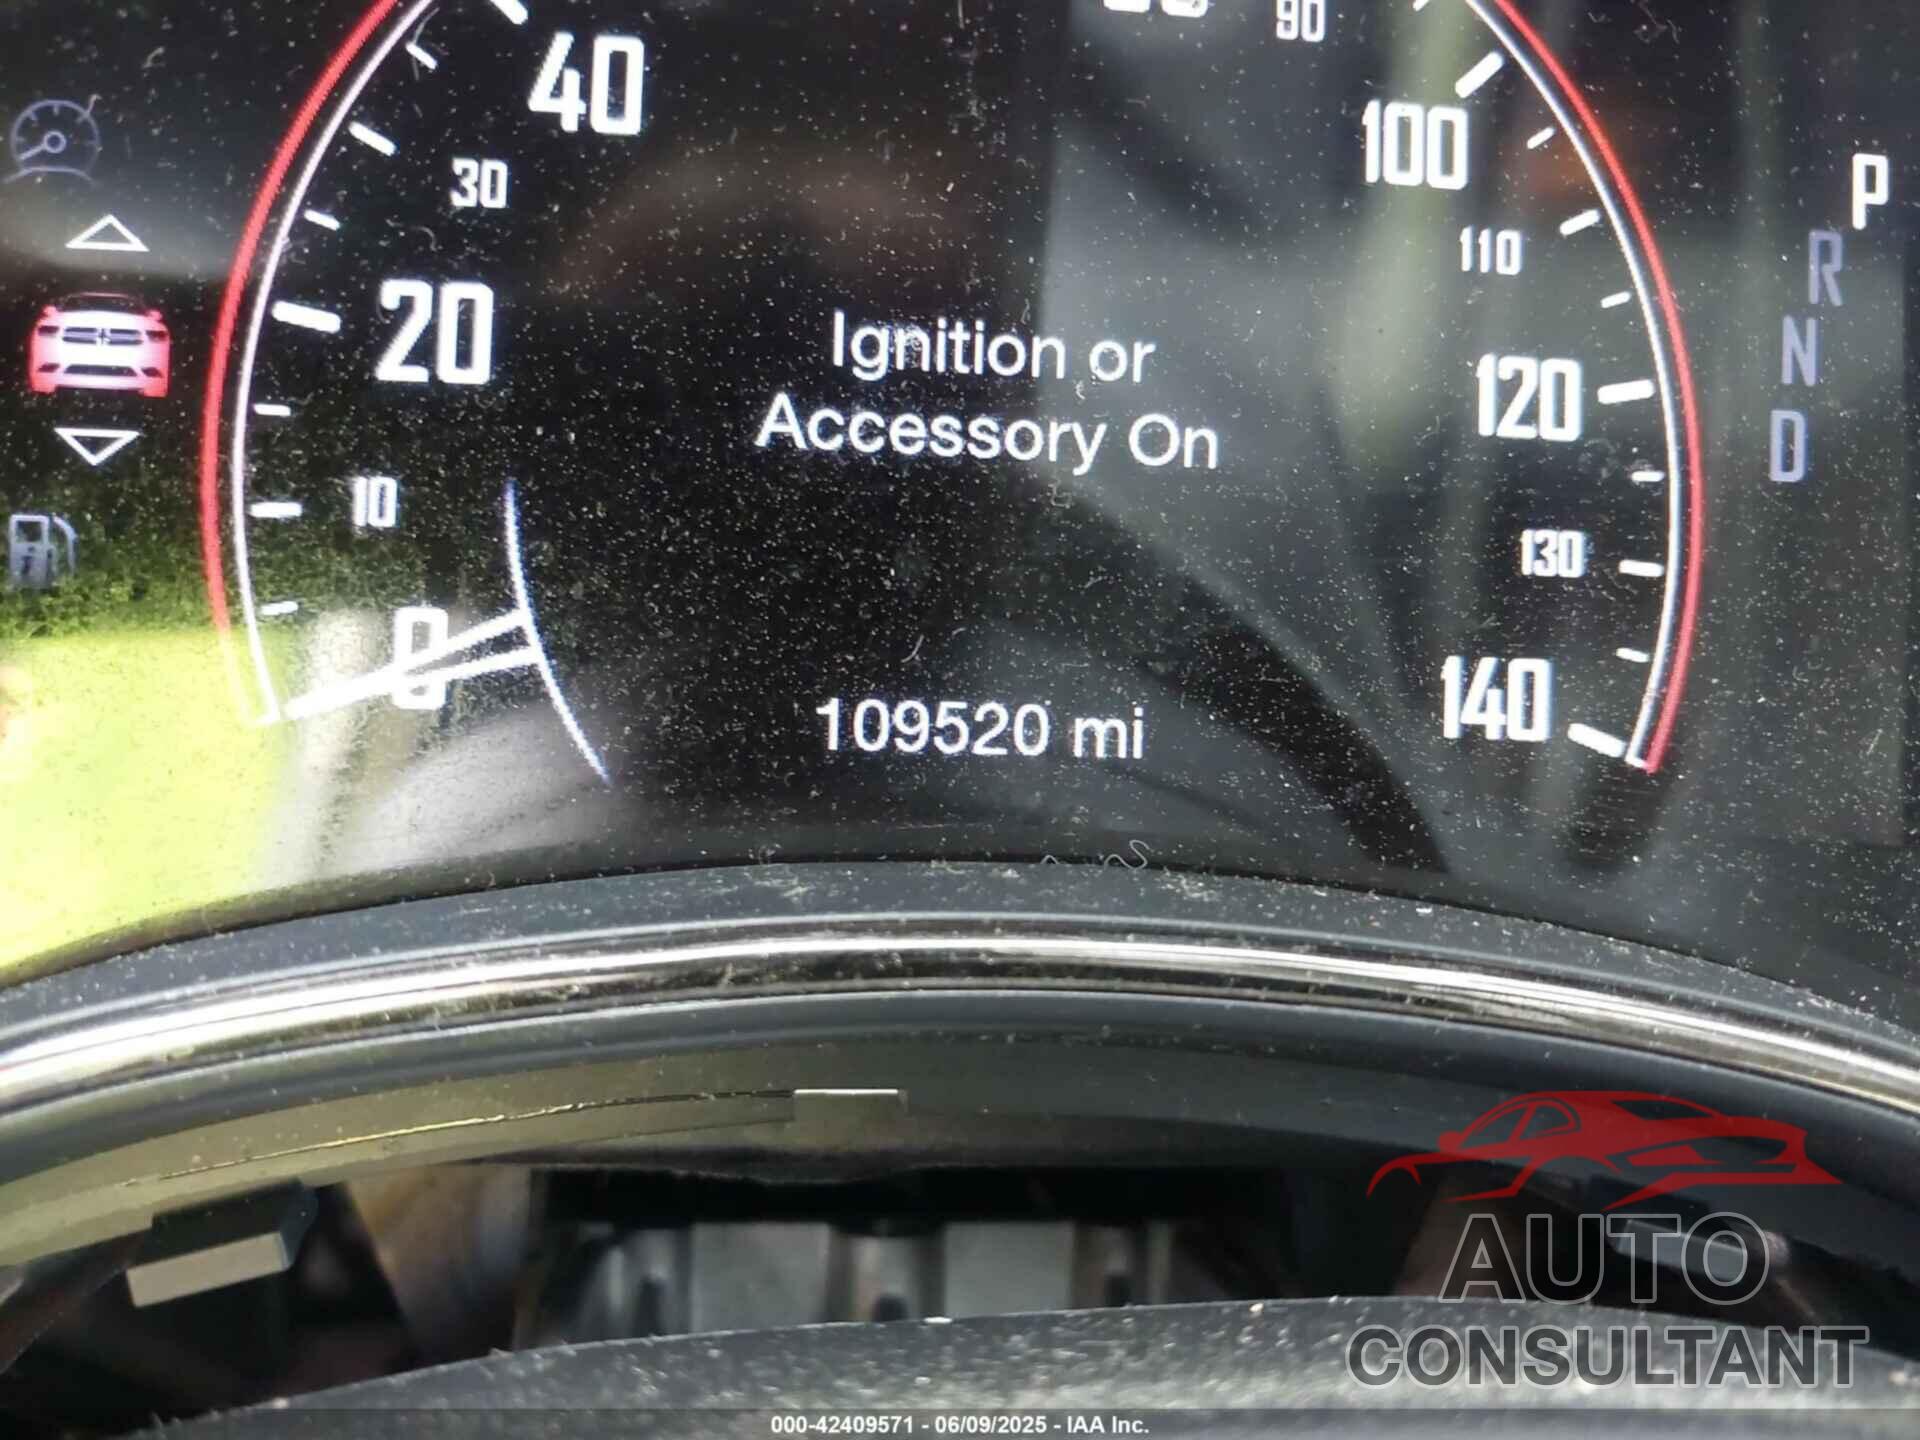 40
90
30
100
P
110
R
20
Ignition or
N
120
Accessory On
D
10
130
0
109520 mi
140
AUTO
CONSULTANT
000-42409571 - 06/09/2025 - IAA Inc.